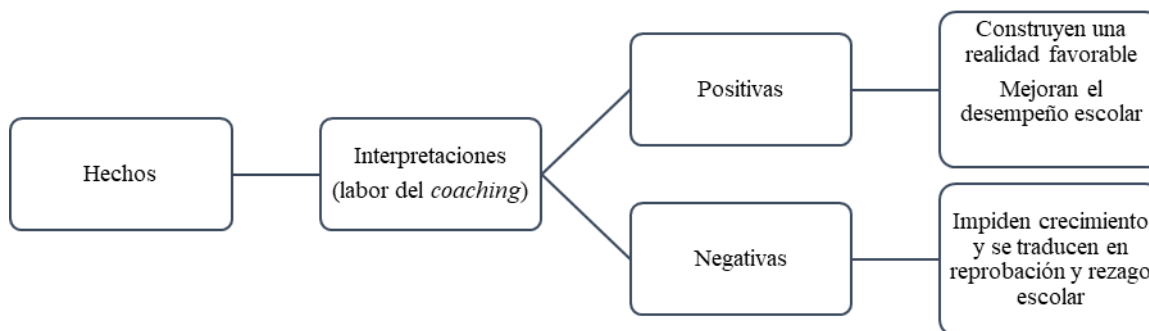 Hechos
Interpretaciones
(labor del coaching)
Positivas
Construyen una
realidad favorable
Mejoran el
desempeño escolar
Negativas
Impiden crecimiento
y se traducen en
reprobación y rezago
escolar